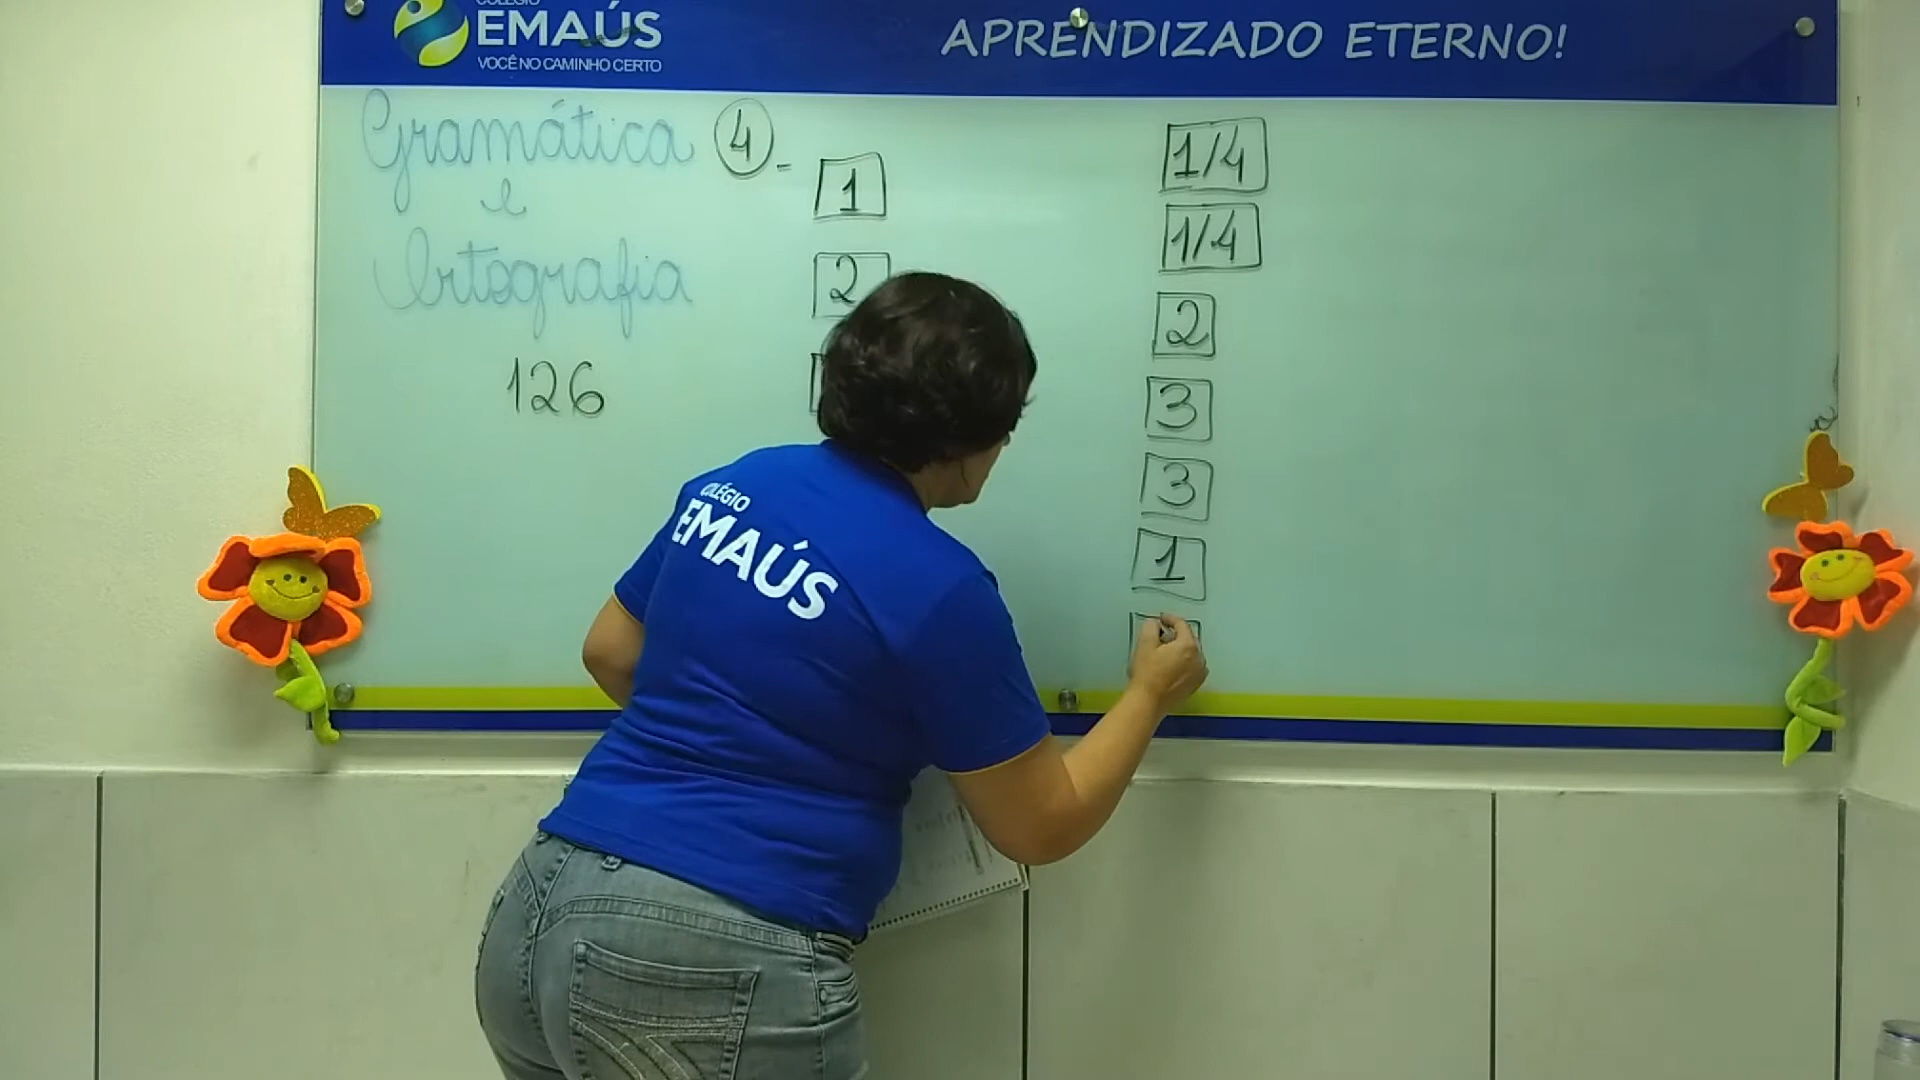 COLÉGIO
EMAÚS
VOCÊ NO CAMINHO CERTO
APRENDIZADO ETERNO!
Gramática
e
Ortografia
126
4 -
1
2
1/4
1/4
2
3
3
1
COLÉGIO
EMAÚS